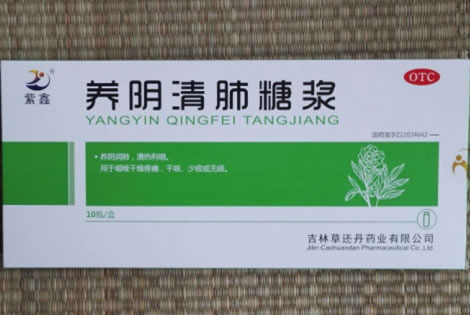 紫鑫
®
OTC
养阴清肺糖浆
YANGYIN QINGFEI TANGJIANG
国药准字Z22024642
• 养阴润肺，清热利咽。
用于咽喉干燥疼痛，干咳、少痰或无痰。
10瓶/盒
吉林草还丹药业有限公司
Jilin Caohuandan Pharmaceutical Co.,Ltd